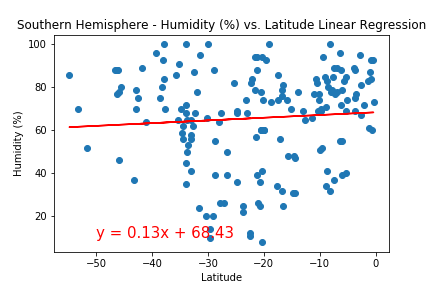 Southern Hemisphere - Humidity (%) vs. Latitude Linear Regression
100
80
60
40
20
Humidity (%)
y = 0.13x + 68.43
−50 −40 −30 −20 −10 0
Latitude